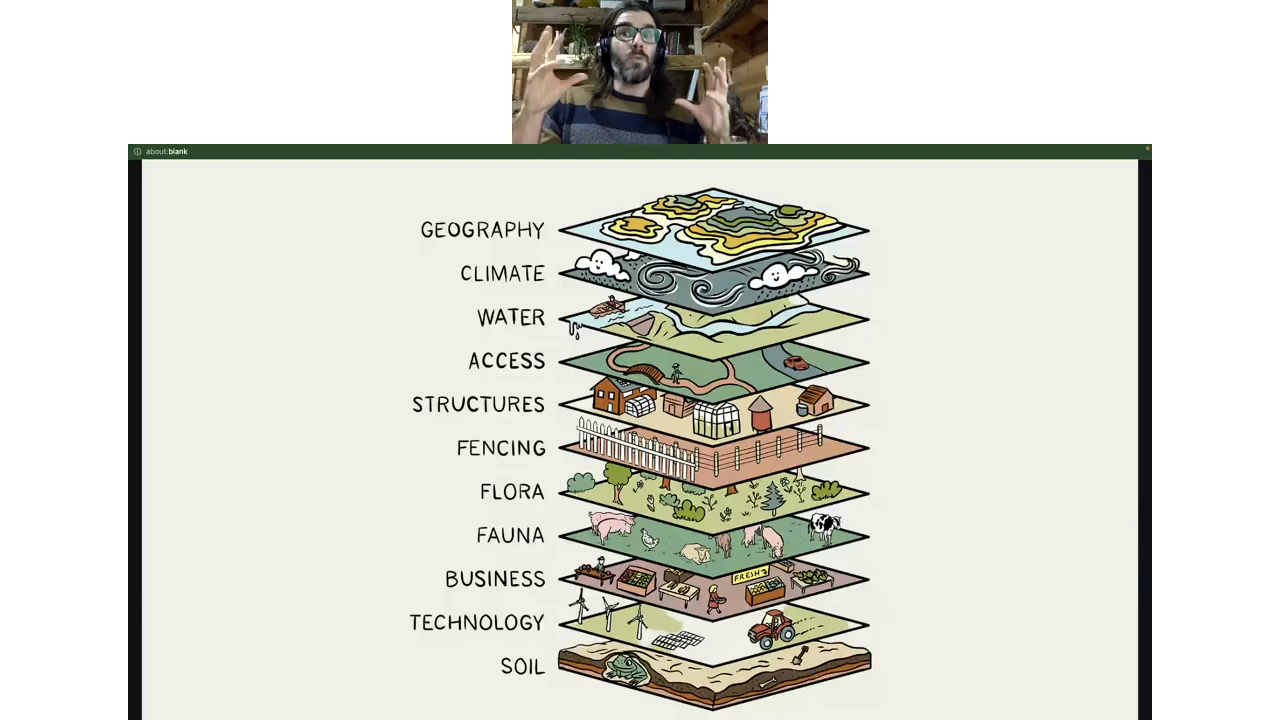 about:blank
GEOGRAPHY
CLIMATE
WATER
ACCESS
STRUCTURES
FENCING
FLORA
FAUNA
BUSINESS
FRESH
TECHNOLOGY
SOIL